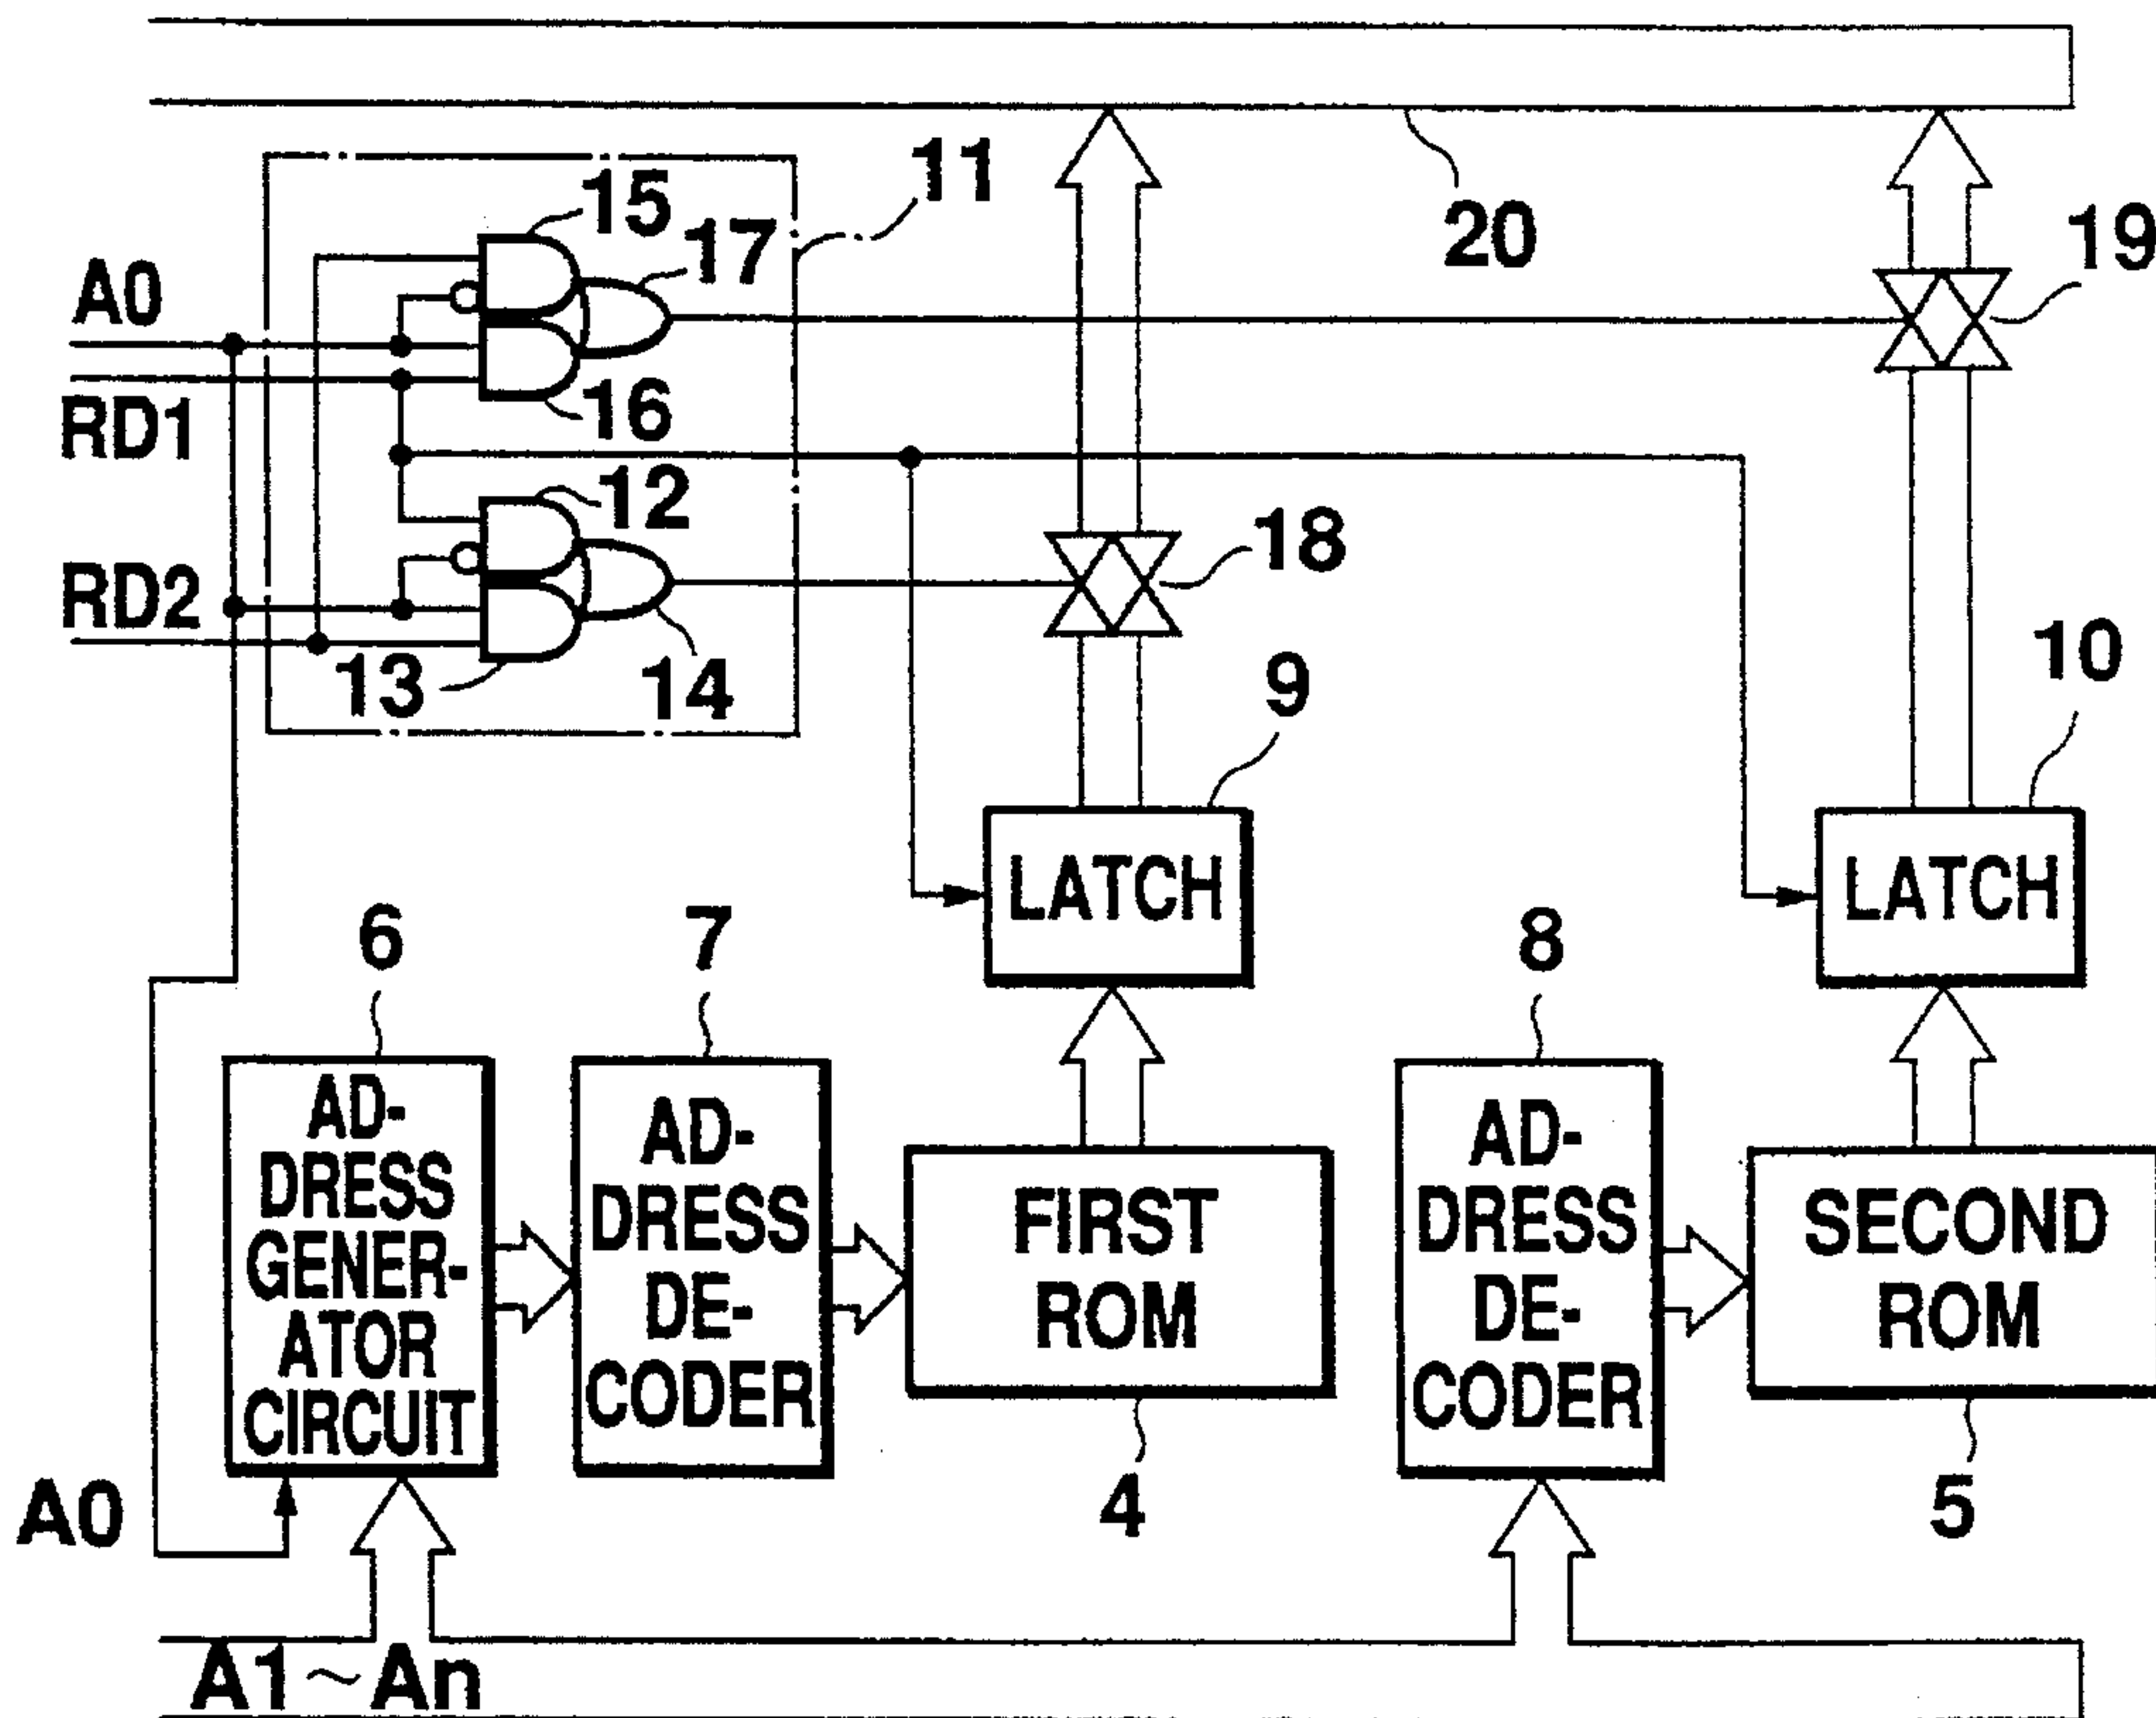 11
15
17
20
19
A0
RD1
16
12
18
RD2
13
14
9
10
LATCH
LATCH
6
7
8
AD-
DRESS
GENER-
ATOR
CIRCUIT
AD-
DRESS
DE-
CODER
FIRST
ROM
AD-
DRESS
DE-
CODER
SECOND
ROM
A0
4
5
A1~An